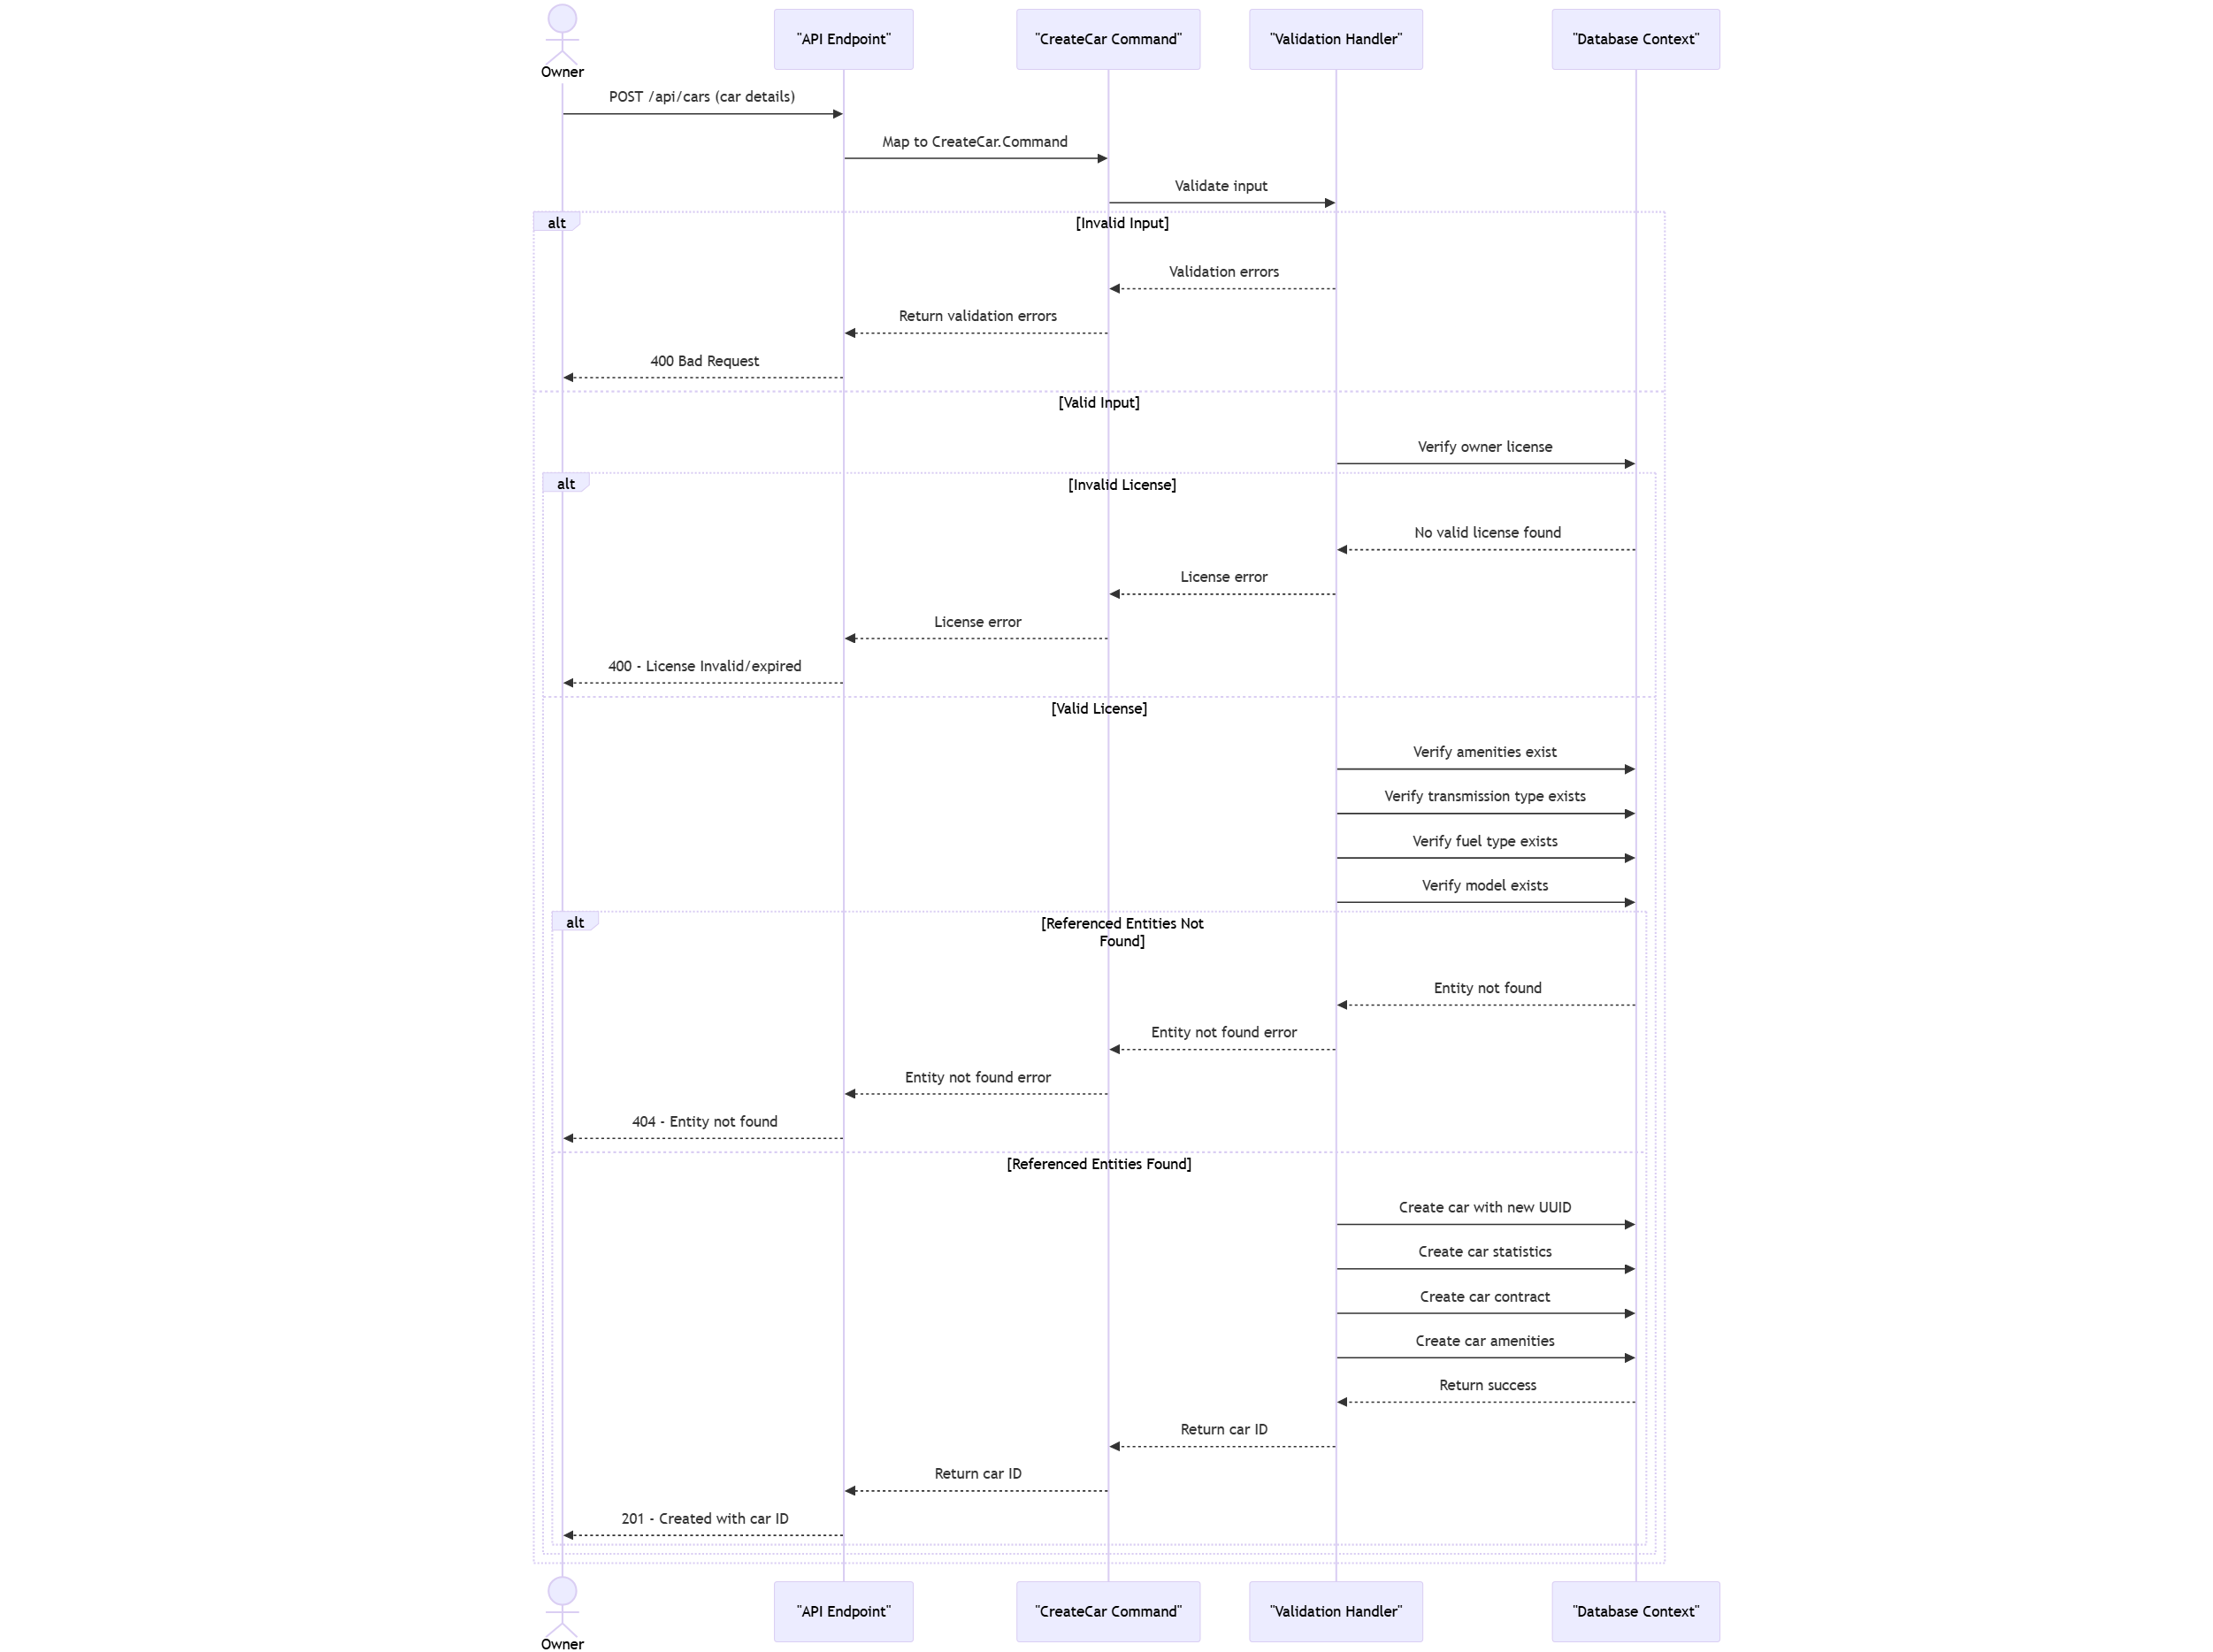 Owner
"API Endpoint"
"CreateCar Command"
"Validation Handler"
"Database Context"
POST /api/cars (car details)
Map to CreateCar.Command
Validate input
alt
[Invalid Input]
Validation errors
Return validation errors
400 Bad Request
[Valid Input]
Verify owner license
alt
[Invalid License]
No valid license found
License error
License error
400 - License Invalid/expired
[Valid License]
Verify amenities exist
Verify transmission type exists
Verify fuel type exists
Verify model exists
alt
[Referenced Entities Not
Found]
Entity not found
Entity not found error
Entity not found error
404 - Entity not found
[Referenced Entities Found]
Create car with new UUID
Create car statistics
Create car contract
Create car amenities
Return success
Return car ID
Return car ID
201 - Created with car ID
Owner
"API Endpoint"
"CreateCar Command"
"Validation Handler"
"Database Context"